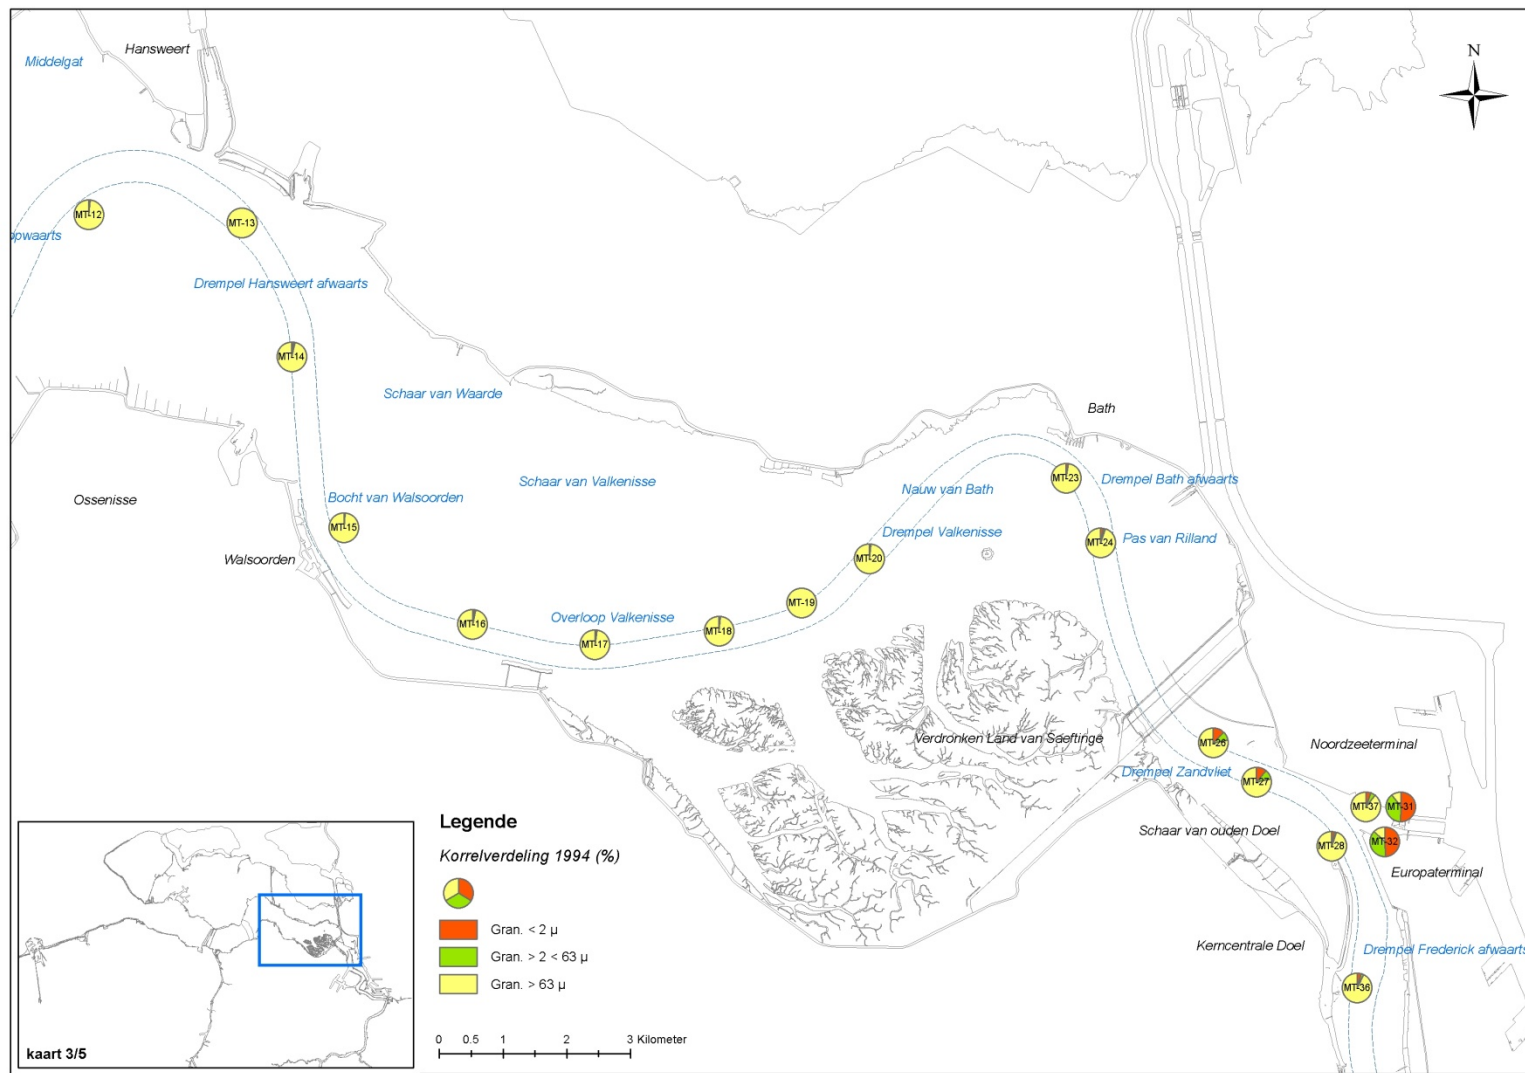 Hansweert
Middelgat
N
MT-12
MT-13
opwaarts
Drempel Hansweert afwaarts
MT-14
Schaar van Waarde
Bath
Ossenisse
Bocht van Walsoorden
Schaar van Valkenisse
Nauw van Bath
MT-23
Drempel Bath afwaarts
MT-15
Walsoorden
Drempel Valkenisse
MT-20
MT-24
Pas van Rilland
MT-16
Overloop Valkenisse
MT-17
MT-18
MT-19
Verdronken Land van Saeftinge
MT-26
Noordzeeterminal
Drempel Zandvliet
MT-27
MT-37
MT-31
Schaar van ouden Doel
MT-28
MT-32
Europaterminal
Kerncentrale Doel
Drempel Frederick afwaarts
MT-36
Legende
Korrelverdeling 1994 (%)
Gran. < 2 µ
Gran. > 2 < 63 µ
Gran. > 63 µ
0 0.5 1 2 3 Kilometer
kaart 3/5